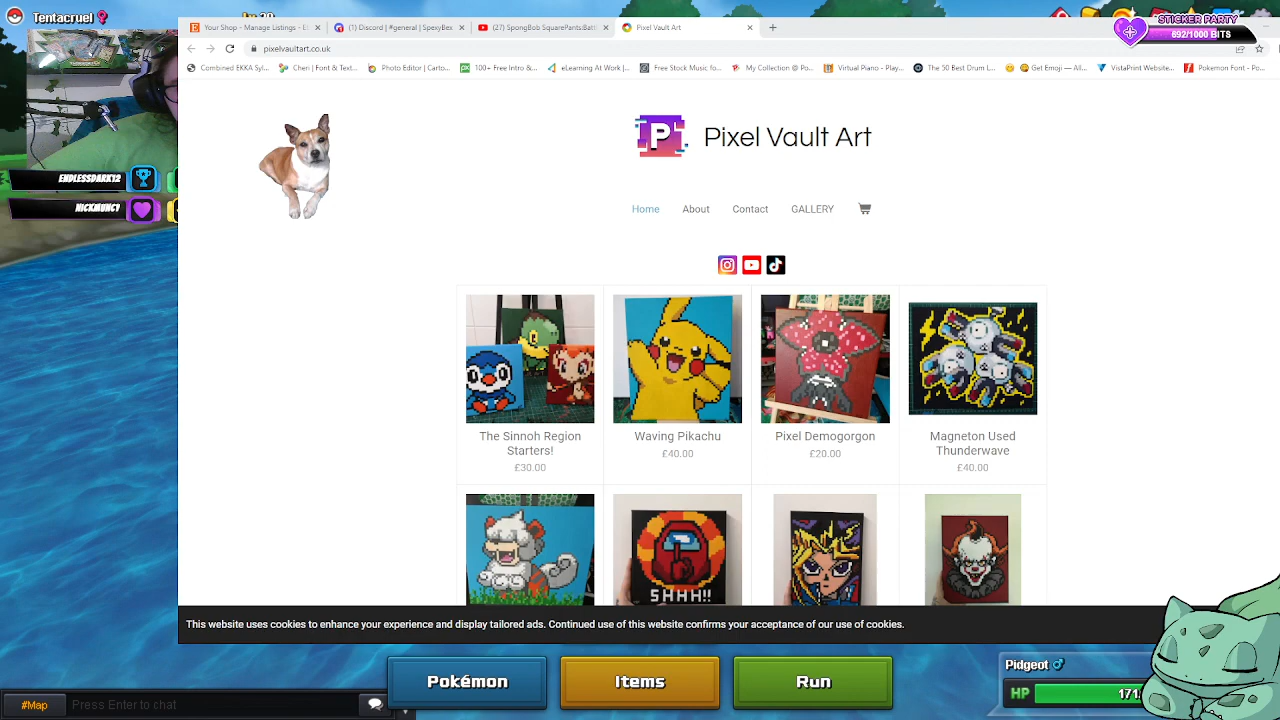 Tentacruel
Your Shop - Manage Listings - E
(1) Discord | #general | SpexyBex
(27) SpongBob SquarePants:Batt
Pixel Vault Art
STICKER PARTY
892/1000 BITS
pixelvaultart.co.uk
Combined EKKA Syl...
Chen | Font & Text...
Photo Editor | Carto...
100+ Free Intro &...
eLearning At Work |...
Free Stock Music fo...
My Collection @ Po...
Virtual Piano - Play...
The 50 Best Drum L...
Get Emoji — All...
VistaPrint Website...
Pokemon Font - Po...
P
Pixel Vault Art
ENDLESSDARK12
NICKMUNC7
Home
About
Contact
GALLERY
The Sinnoh Region
Starters!
£30.00
Waving Pikachu
£40.00
Pixel Demogorgon
£20.00
Magneton Used
Thunderwave
£40.00
SHHH!!
This website uses cookies to enhance your experience and display tailored ads. Continued use of this website confirms your acceptance of our use of cookies.
Pokémon
Items
Run
Pidgeot
HP
171
#Map
Press Enter to chat